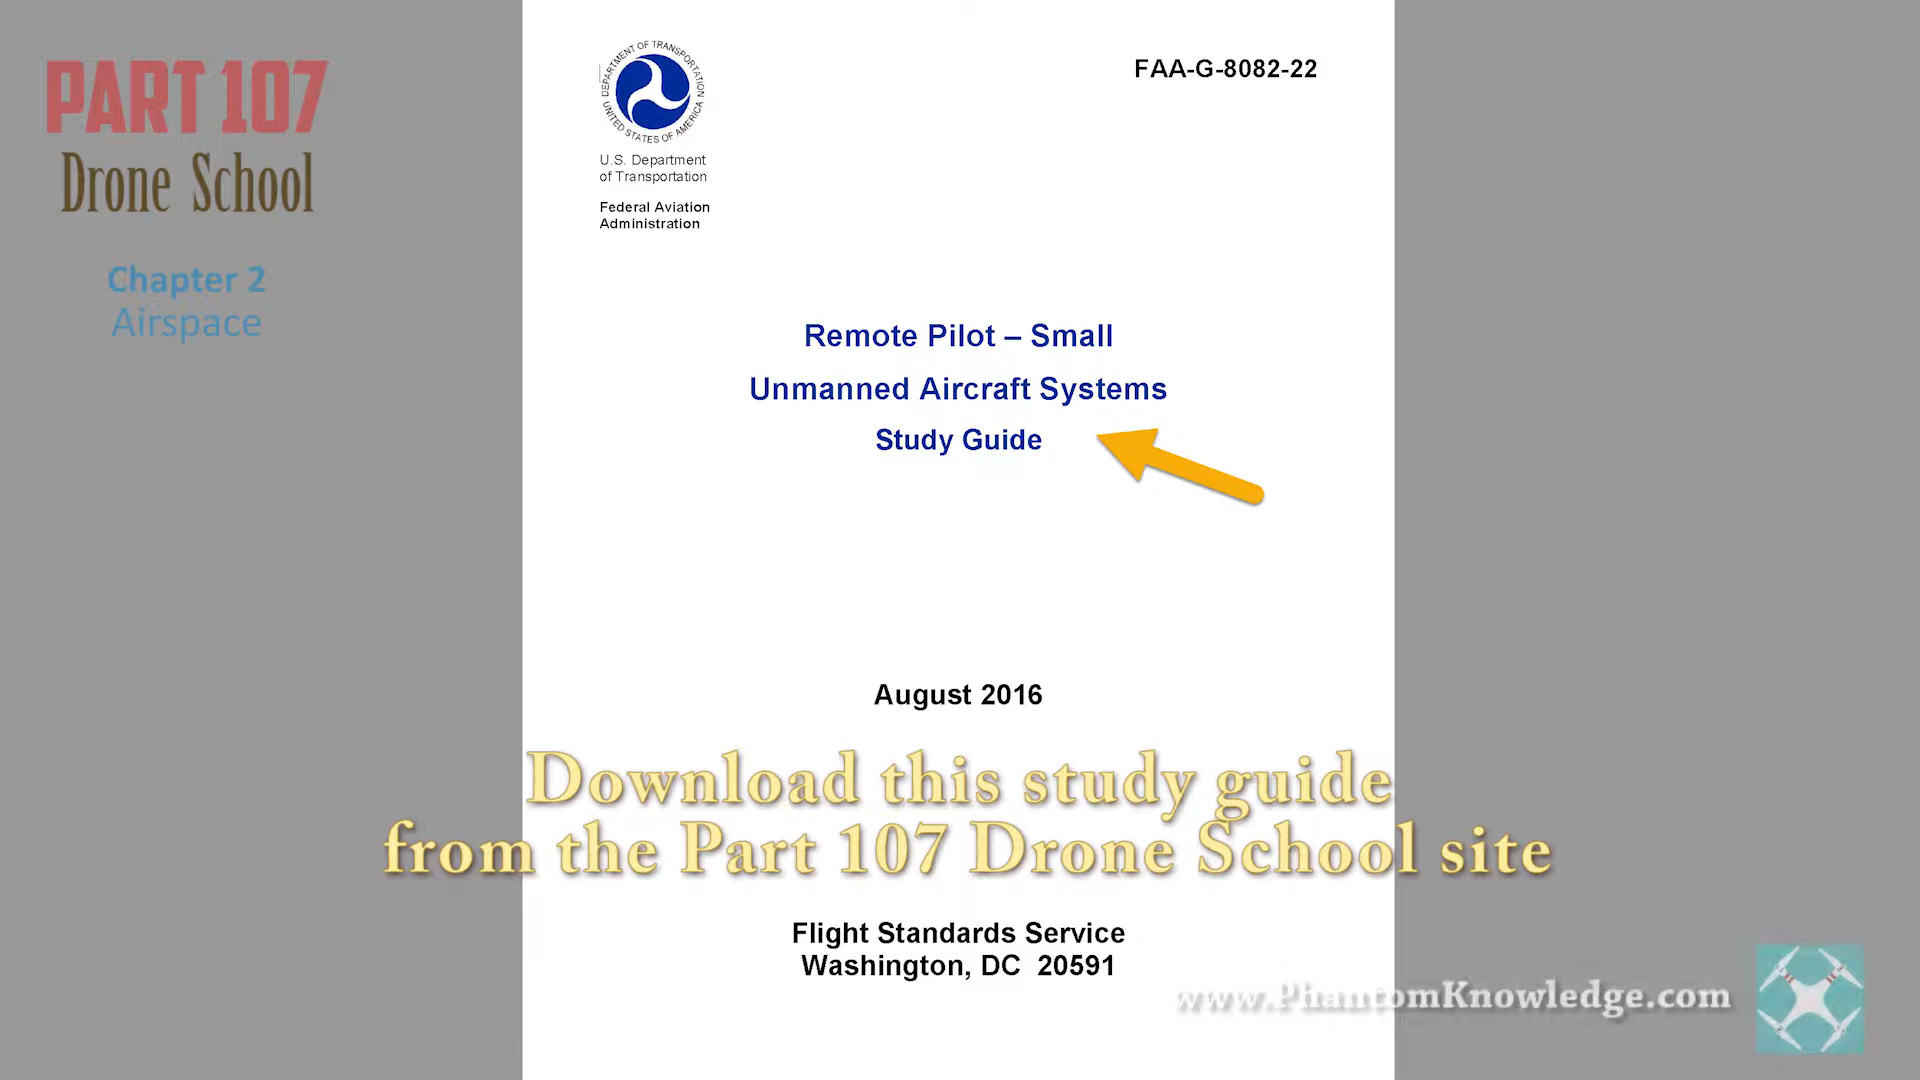 PART 107
Drone School
Chapter 2
Airspace
DEPARTMENT OF TRANSPORTATION
UNITED STATES OF AMERICA
U.S. Department
of Transportation
Federal Aviation
Administration
FAA-G-8082-22
Remote Pilot – Small
Unmanned Aircraft Systems
Study Guide
August 2016
Download this study guide
from the Part 107 Drone School site
Flight Standards Service
Washington, DC 20591
www.PhantomKnowledge.com